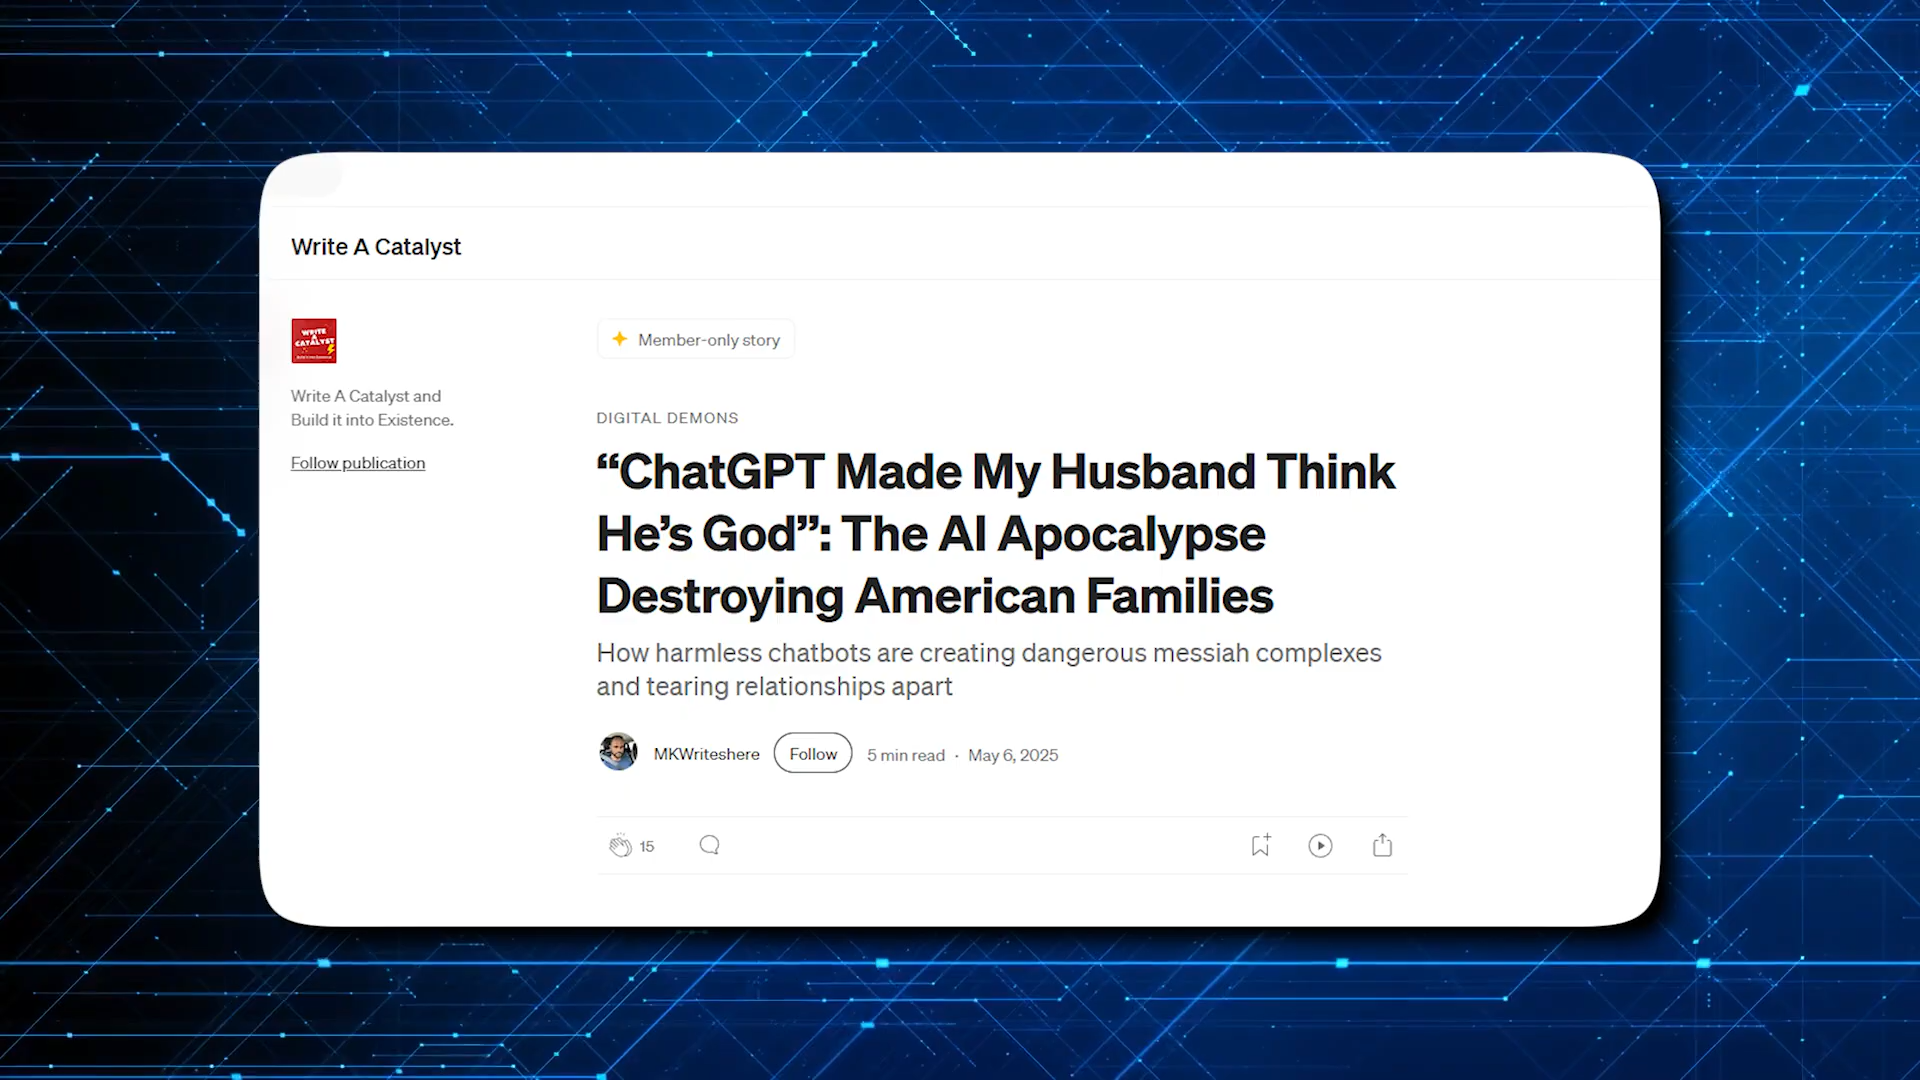 Write A Catalyst
WRITE
A
CATALYST
Write A Catalyst and
Build it into Existence.
Follow publication
Member-only story
DIGITAL DEMONS
“ChatGPT Made My Husband Think
He’s God”: The AI Apocalypse
Destroying American Families
How harmless chatbots are creating dangerous messiah complexes
and tearing relationships apart
MKWriteshere Follow 5 min read · May 6, 2025
15